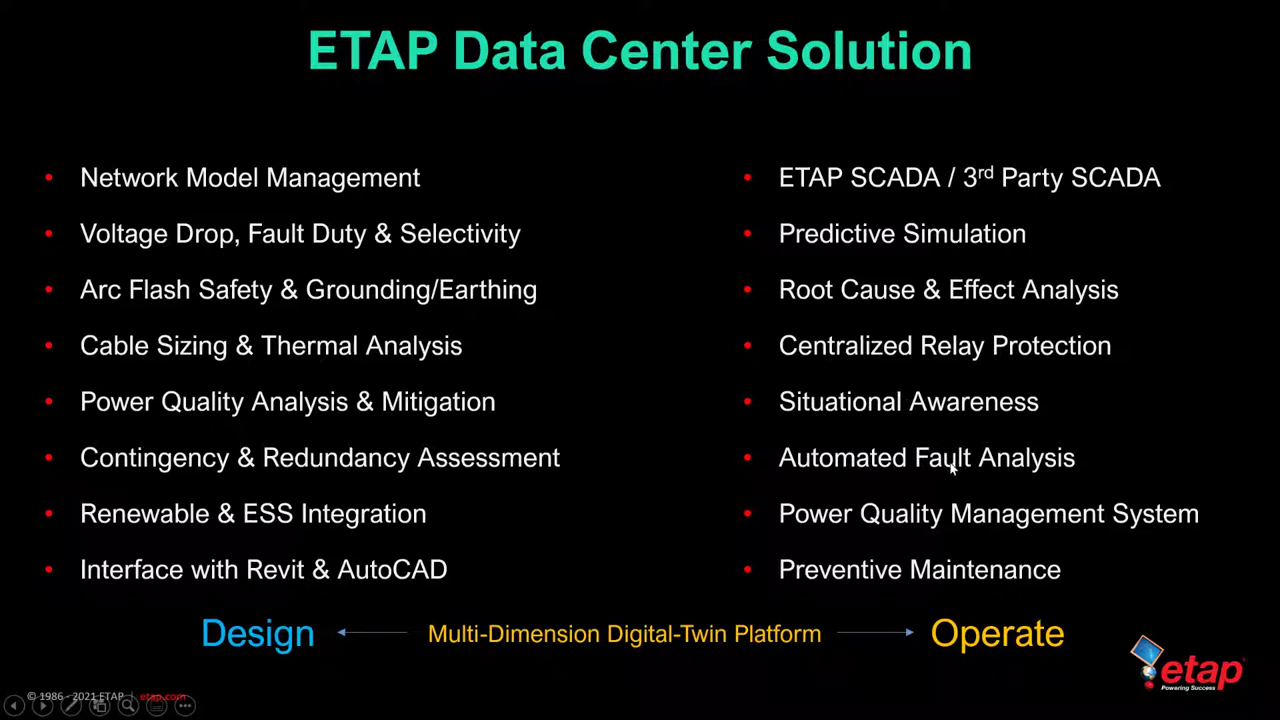 ETAP Data Center Solution
• Network Model Management
• Voltage Drop, Fault Duty & Selectivity
• Arc Flash Safety & Grounding/Earthing
• Cable Sizing & Thermal Analysis
• Power Quality Analysis & Mitigation
• Contingency & Redundancy Assessment
• Renewable & ESS Integration
• Interface with Revit & AutoCAD
• ETAP SCADA / 3rd Party SCADA
• Predictive Simulation
• Root Cause & Effect Analysis
• Centralized Relay Protection
• Situational Awareness
• Automated Fault Analysis
• Power Quality Management System
• Preventive Maintenance
Design Multi-Dimension Digital-Twin Platform Operate
etap
Powering Success
© 1986 - 2021 ETAP | etap.com